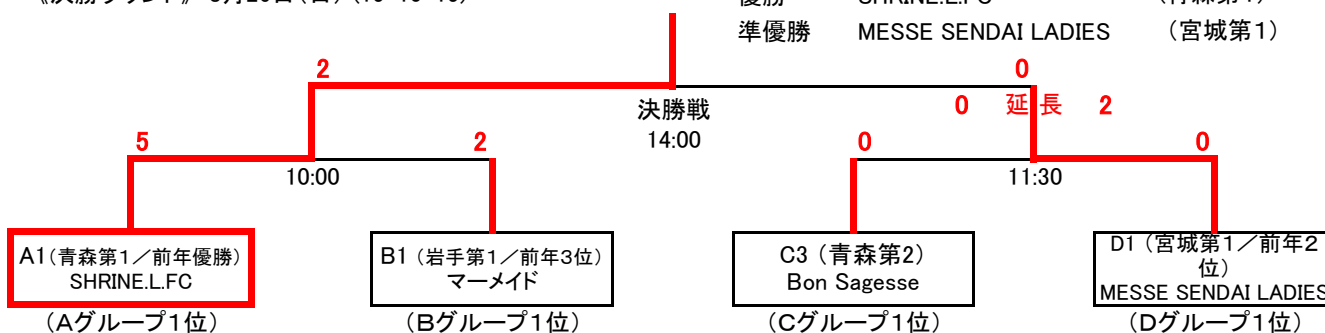 準優勝 MESSE SENDAI LADIES (宮城第1)
2
0
決勝戦
14:00
0 延長 2
5
2
0
0
10:00
11:30
A1(青森第1/前年優勝)
SHRINE.L.FC
B1(岩手第1/前年3位)
マーメイド
C3(青森第2)
Bon Sagesse
D1(宮城第1/前年2
位)
MESSE SENDAI LADIES
(Aグループ1位)
(Bグループ1位)
(Cグループ1位)
(Dグループ1位)